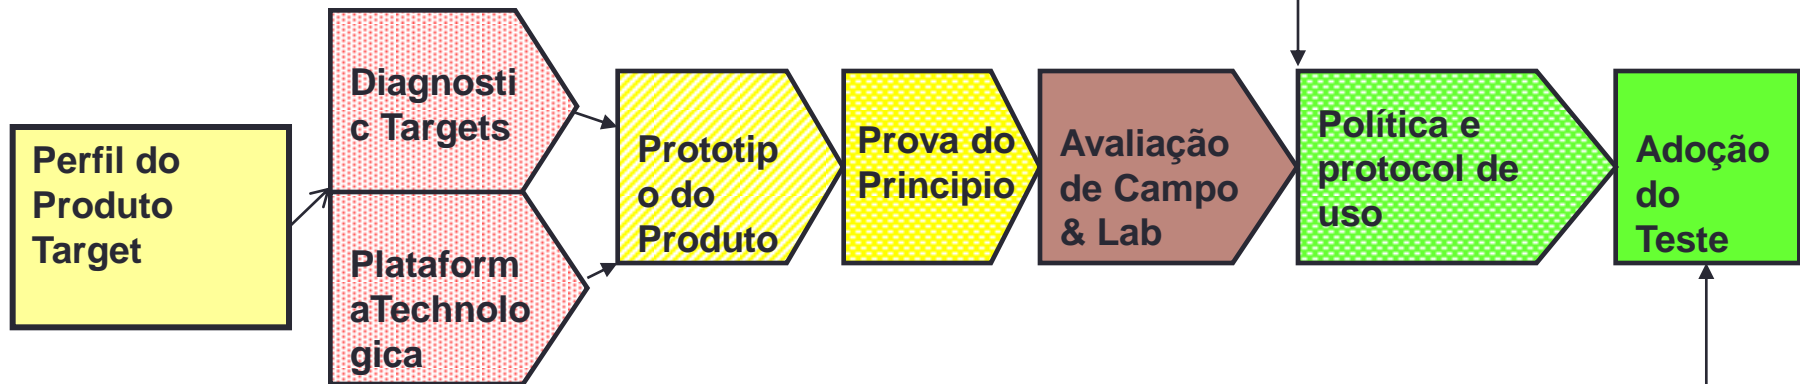 Perfil do
Produto
Target
Diagnosti
c Targets
Plataform
aTechnolo
gica
Prototip
o do
Produto
Prova do
Principio
Avaliação
de Campo
& Lab
Política e
protocol de
uso
Adoção
do
Teste